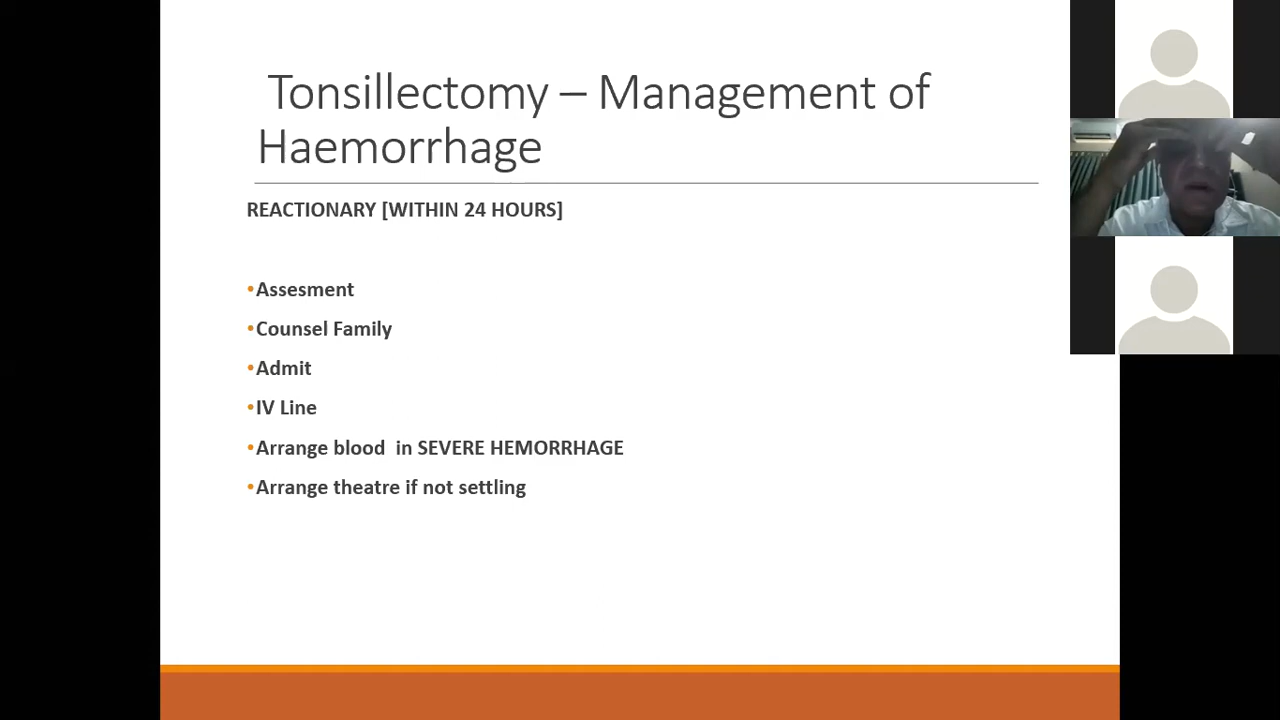 Tonsillectomy – Management of
Haemorrhage
REACTIONARY [WITHIN 24 HOURS]
•Assesment
•Counsel Family
•Admit
•IV Line
•Arrange blood  in SEVERE HEMORRHAGE
•Arrange theatre if not settling